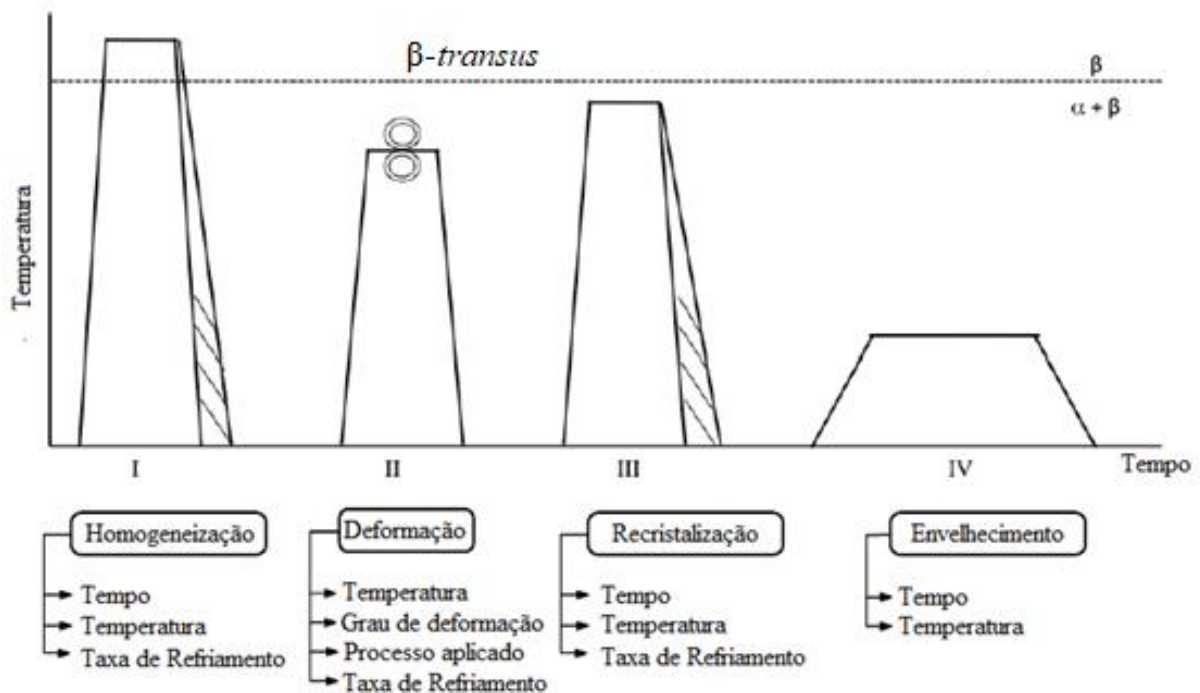 β-transus
β
α + β
Temperatura
I
II
III
IV
Tempo
Homogeneização
Tempo
Temperatura
Taxa de Refriamento
Deformação
Temperatura
Grau de deformação
Processo aplicado
Taxa de Refriamento
Recristalização
Tempo
Temperatura
Taxa de Refriamento
Envelhecimento
Tempo
Temperatura